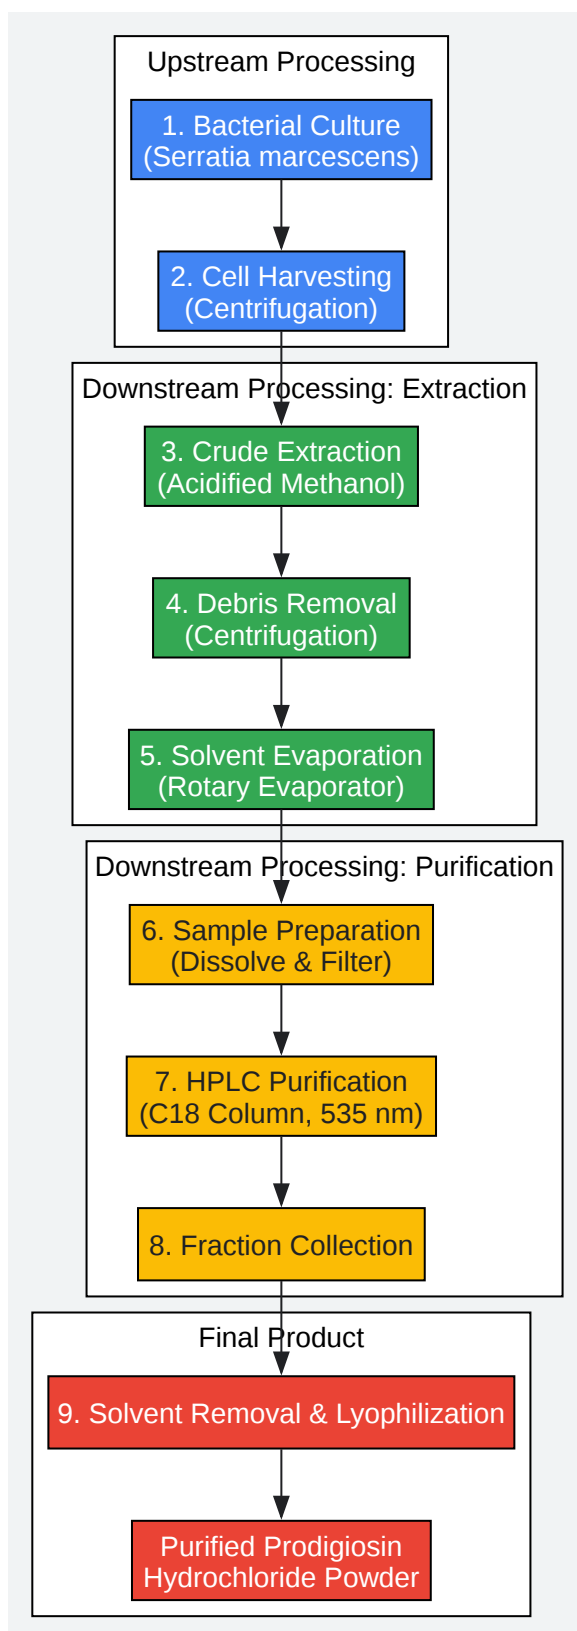 Upstream Processing
1. Bacterial Culture
(Serratia marcescens)
2. Cell Harvesting
(Centrifugation)
Downstream Processing: Extraction
3. Crude Extraction
(Acidified Methanol)
4. Debris Removal
(Centrifugation)
5. Solvent Evaporation
(Rotary Evaporator)
Downstream Processing: Purification
6. Sample Preparation
(Dissolve & Filter)
7. HPLC Purification
(C18 Column, 535 nm)
8. Fraction Collection
Final Product
9. Solvent Removal & Lyophilization
Purified Prodigiosin
Hydrochloride Powder